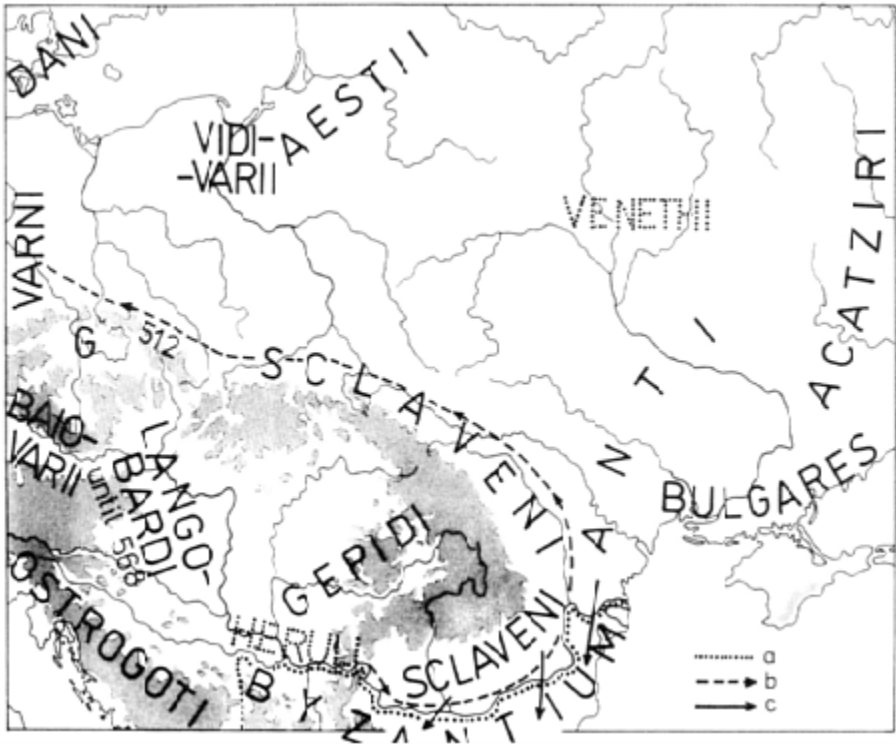 DANI
AESTII
VIDI-
-VARII
VENETHI
ACATZIRI
VARNI
512
G
SCLAVENI
ANTI
BAIO-
VARII
LANGO-
BARDI
until 568
BULGARES
GEPIDI
OSTROGOTI
HERULI
SCLAVENI
BYZANTIUM
a
b
c